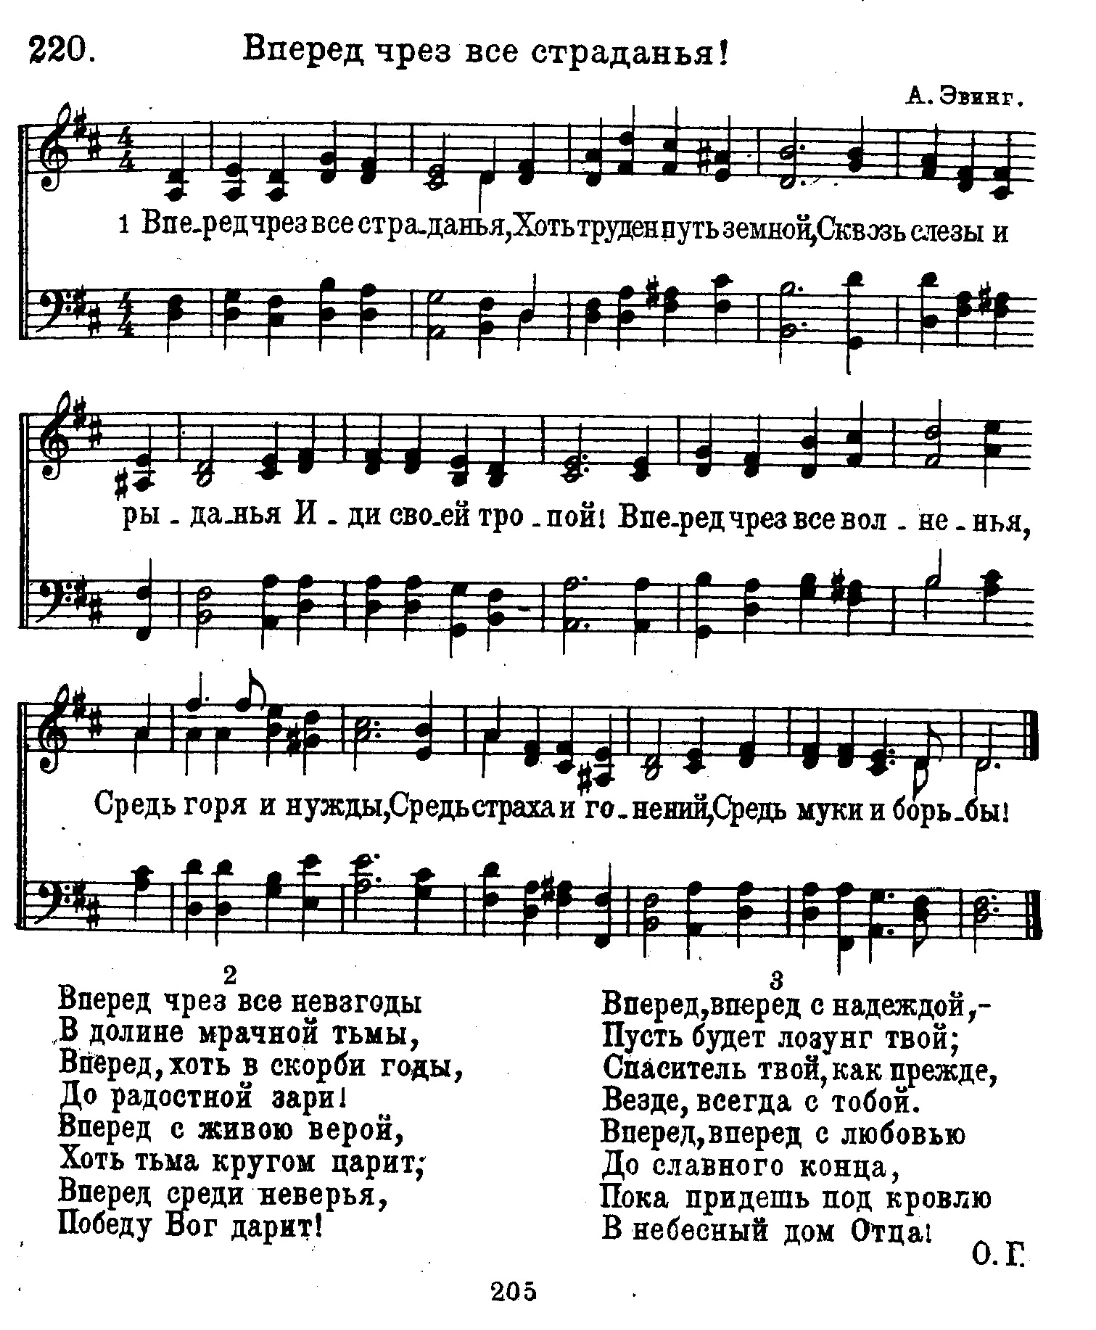 220. Вперед чрез все страданья!
А. Эвинг.
1 Впе-ред чрез все стра-данья, Хоть труден путь земной, Сквозь слезы и
ры - да-нья И - ди сво-ей тро - пой! Впе-ред чрез все вол - не - нья,
Средь горя и нужды, Средь страха и го - нений, Средь муки и борь-бы!
2
Вперед чрез все невзгоды
В долине мрачной тьмы,
Вперед, хоть в скорби годы,
До радостной зари!
Вперед с живою верой,
Хоть тьма кругом царит;
Вперед среди неверья,
Победу Бог дарит!
3
Вперед, вперед с надеждой,-
Пусть будет лозунг твой;
Спаситель твой, как прежде,
Везде, всегда с тобой.
Вперед, вперед с любовью
До славного конца,
Пока придешь под кровлю
В небесный дом Отца!
О. Г.
205